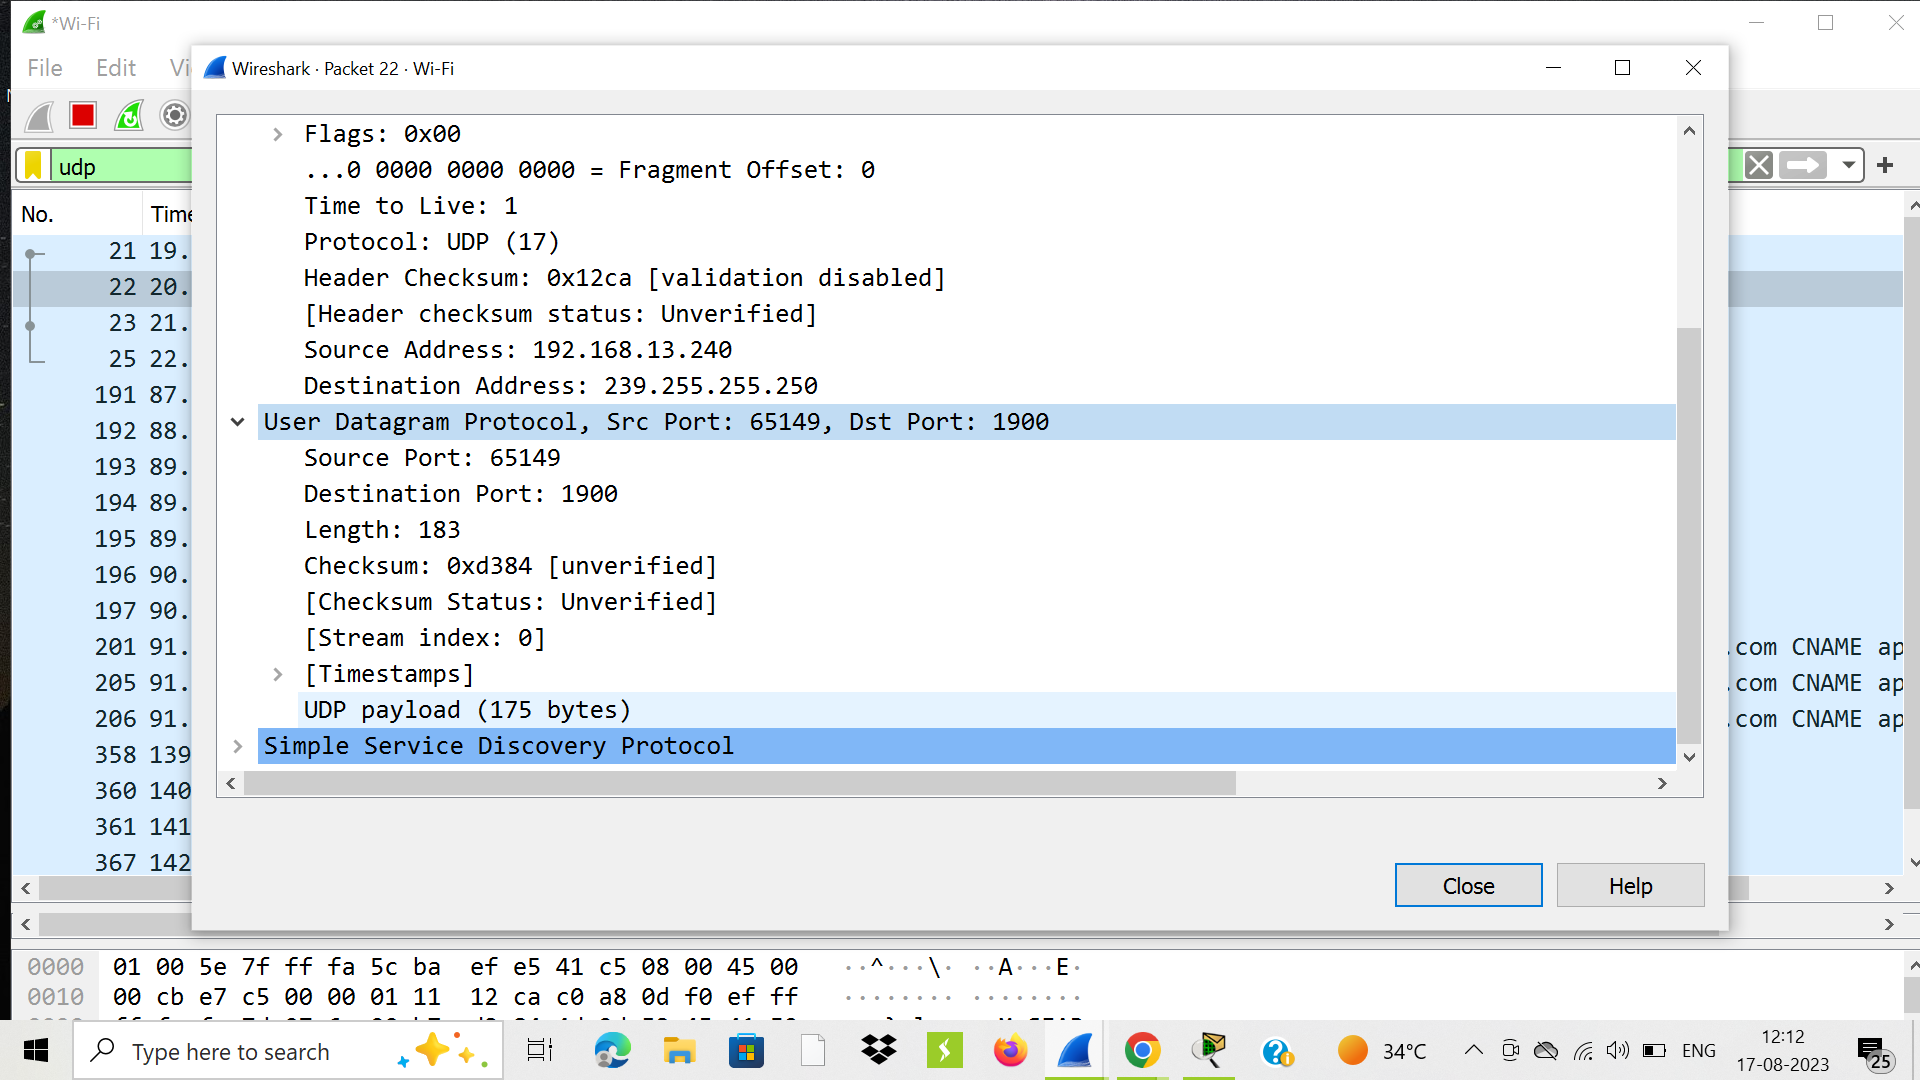 *Wi-Fi
File Edit Vi
Wireshark · Packet 22 · Wi-Fi
udp
No. Time
21 19.
22 20.
23 21.
25 22.
191 87.
192 88.
193 89.
194 89.
195 89.
196 90.
197 90.
201 91.
205 91.
206 91.
358 139
360 140
361 141
367 142
Flags: 0x00
...0 0000 0000 0000 = Fragment Offset: 0
Time to Live: 1
Protocol: UDP (17)
Header Checksum: 0x12ca [validation disabled]
[Header checksum status: Unverified]
Source Address: 192.168.13.240
Destination Address: 239.255.255.250
User Datagram Protocol, Src Port: 65149, Dst Port: 1900
Source Port: 65149
Destination Port: 1900
Length: 183
Checksum: 0xd384 [unverified]
[Checksum Status: Unverified]
[Stream index: 0]
[Timestamps]
UDP payload (175 bytes)
Simple Service Discovery Protocol
.com CNAME ap
.com CNAME ap
.com CNAME ap
Close Help
0000 01 00 5e 7f ff fa 5c ba ef e5 41 c5 08 00 45 00 ··^···\· ··A···E·
0010 00 cb e7 c5 00 00 01 11 12 ca c0 a8 0d f0 ef ff ········ ········
Type here to search
34°C
ENG
12:12
17-08-2023
25